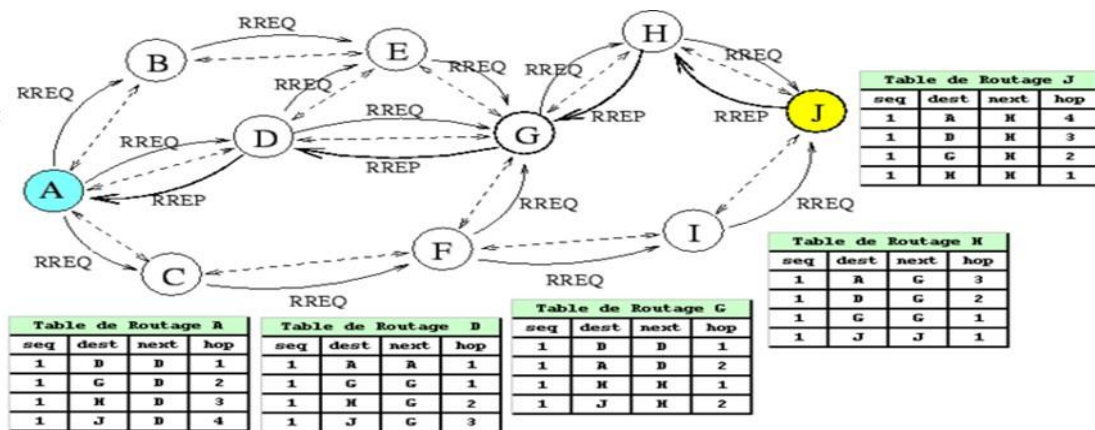 RREQ
RREQ
H
B
E
RREQ
RREQ
RREQ
RREQ
RREQ
RREQ
D
RREQ
G
RREP
RREP
J
A
RREP
RREP
RREQ
RREQ
I
F
RREQ
C
RREQ
RREQ
Table de Routage J
seq dest next hop
1 A H 4
1 D H 3
1 G H 2
1 H H 1
Table de Routage H
seq dest next hop
1 A G 3
1 D G 2
1 G G 1
1 J J 1
Table de Routage A
seq dest next hop
1 D D 1
1 G D 2
1 H D 3
1 J D 4
Table de Routage D
seq dest next hop
1 A A 1
1 G G 1
1 H G 2
1 J G 3
Table de Routage G
seq dest next hop
1 D D 1
1 A D 2
1 H H 1
1 J H 2